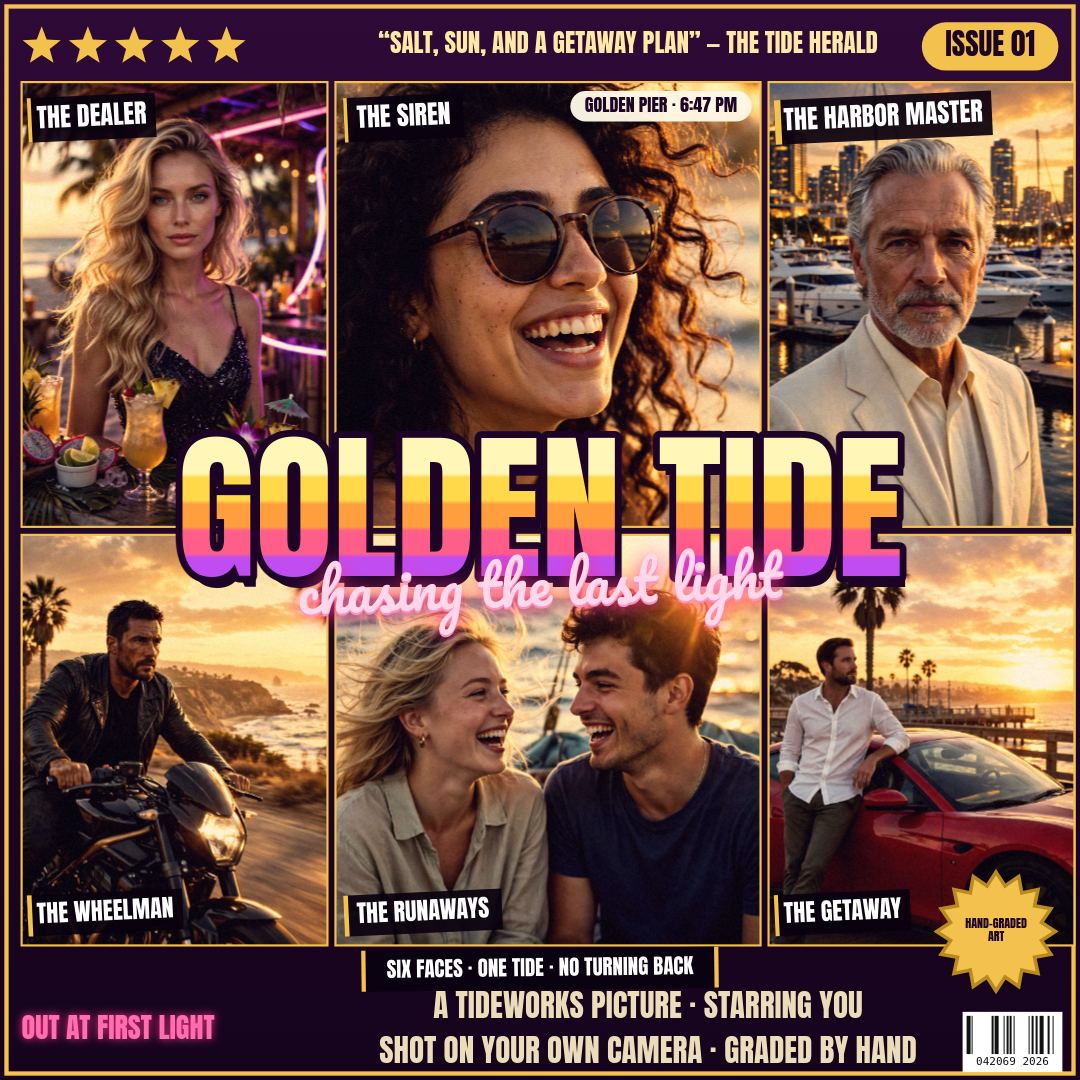 “SALT, SUN, AND A GETAWAY PLAN” – THE TIDE HERALD
ISSUE 01
THE DEALER
THE SIREN
GOLDEN PIER · 6:47 PM
THE HARBOR MASTER
GOLDEN TIDE
chasing the last light
THE WHEELMAN
THE RUNAWAYS
THE GETAWAY
HAND-GRADED
ART
SIX FACES · ONE TIDE · NO TURNING BACK
A TIDEWORKS PICTURE · STARRING YOU
OUT AT FIRST LIGHT
SHOT ON YOUR OWN CAMERA · GRADED BY HAND
042069 2026